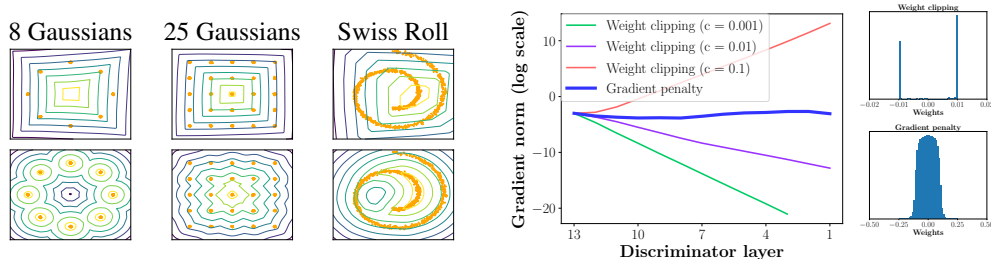 8 Gaussians
25 Gaussians
Swiss Roll
Gradient norm (log scale)
10
0
−10
−20
Weight clipping (c = 0.001)
Weight clipping (c = 0.01)
Weight clipping (c = 0.1)
Gradient penalty
13
10
7
4
1
Discriminator layer
Weight clipping
−0.02
−0.01
0.00
0.01
0.02
Weights
Gradient penalty
−0.50
−0.25
0.00
0.25
0.50
Weights